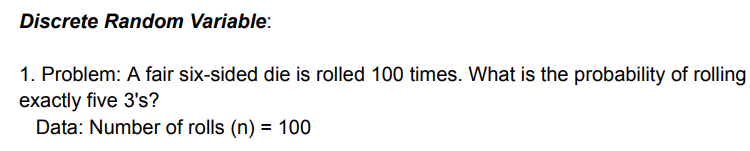 Discrete Random Variable:
1. Problem: A fair six-sided die is rolled 100 times. What is the probability of rolling
exactly five 3's?
Data: Number of rolls (n) = 100